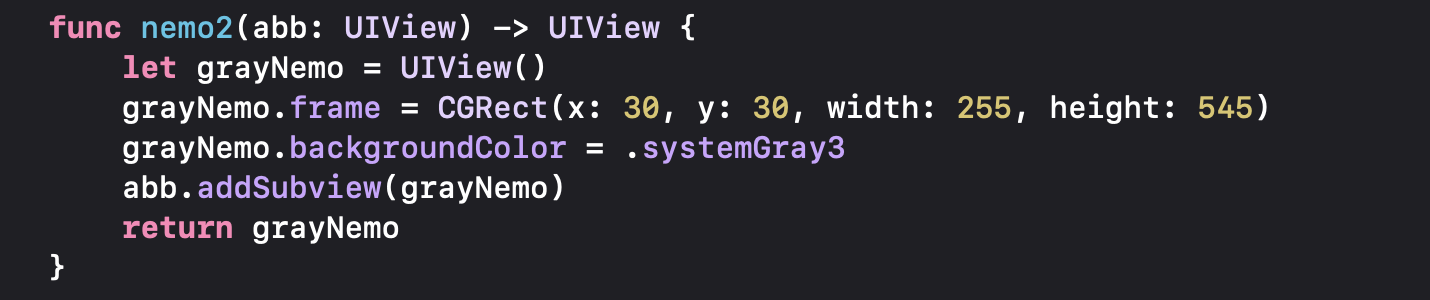 func nemo2(abb: UIView) -> UIView {
    let grayNemo = UIView()
    grayNemo.frame = CGRect(x: 30, y: 30, width: 255, height: 545)
    grayNemo.backgroundColor = .systemGray3
    abb.addSubview(grayNemo)
    return grayNemo
}